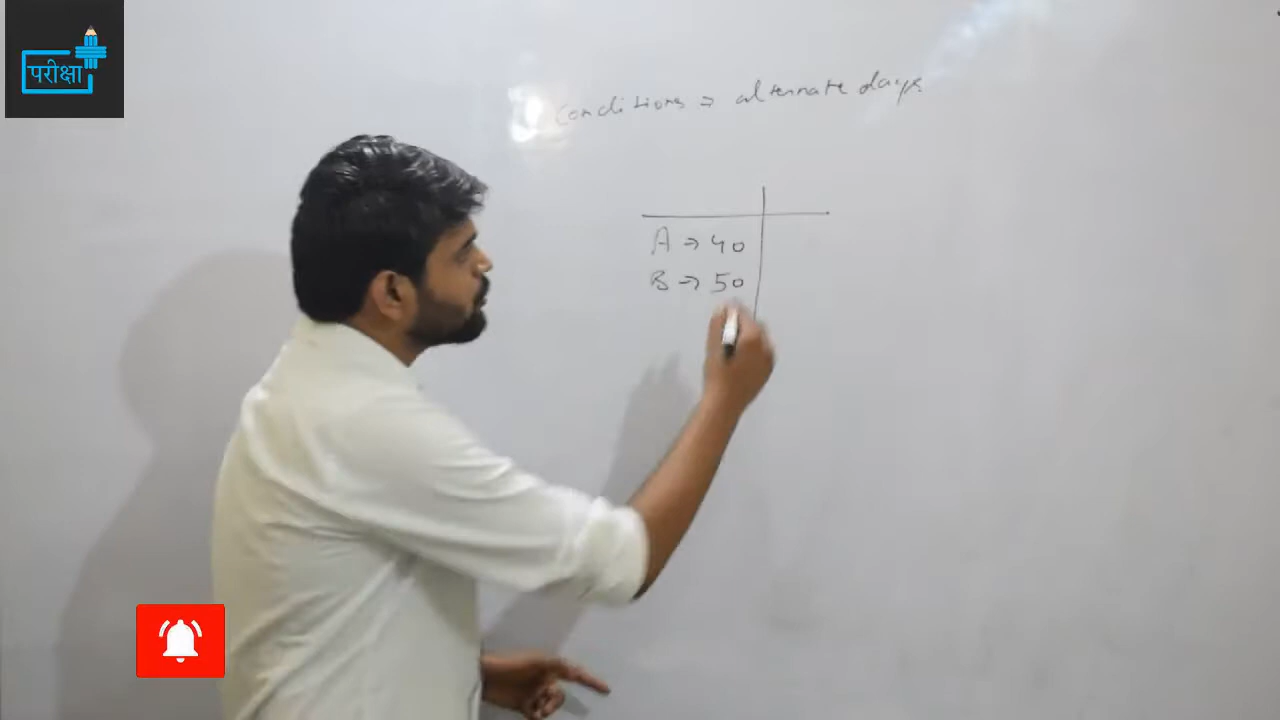 परीक्षा
Conditions → alternate days
A → 40
B → 50